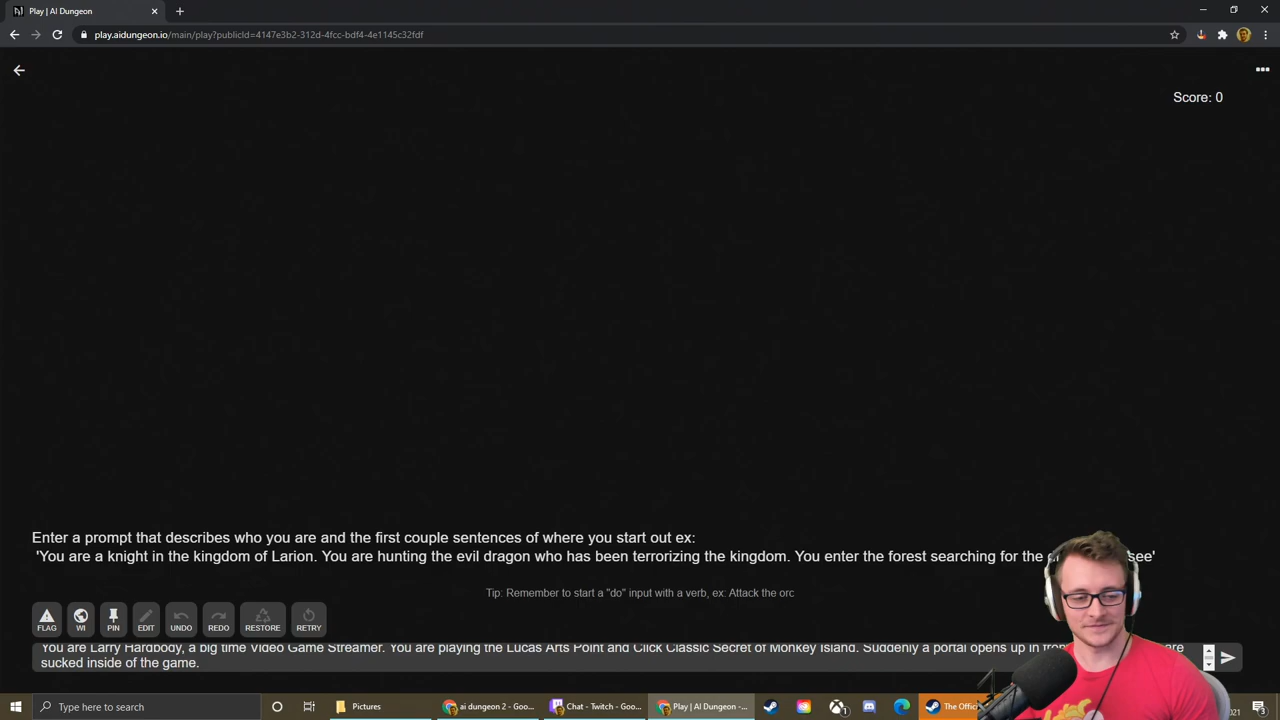 Play | AI Dungeon
play.aidungeon.io/main/play?publicId=4147e3b2-312d-4fcc-bdf4-4e1145c32fdf
Score: 0
Enter a prompt that describes who you are and the first couple sentences of where you start out ex:
'You are a knight in the kingdom of Larion. You are hunting the evil dragon who has been terrorizing the kingdom. You enter the forest searching for the see'
Tip: Remember to start a "do" input with a verb, ex: Attack the orc
FLAG WI PIN EDIT UNDO REDO RESTORE RETRY
You are Larry Hardbody, a big time Video Game Streamer. You are playing the Lucas Arts Point and Click Classic Secret of Monkey Island. Suddenly a portal opens up in
sucked inside of the game.
Type here to search Pictures ai dungeon 2 - Goo... Chat - Twitch - Goo... Play | AI Dungeon -... The Offici